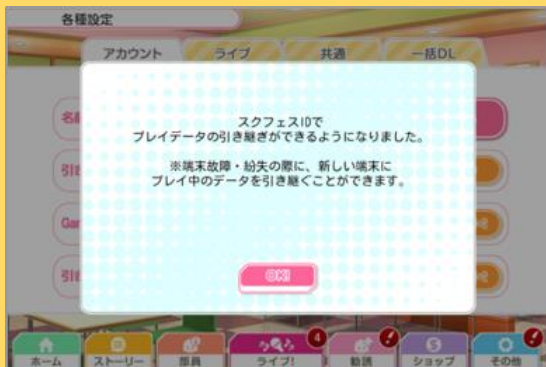 各種設定
アカウント
ライブ
共通
一括DL
スクフェスIDで
プレイデータの引き継ぎができるようになりました。
※端末故障・紛失の際に、新しい端末に
プレイ中のデータを引き継ぐことができます。
OK!
4
ホーム
ストーリー
部員
ライブ!
勧誘
ショップ
その他